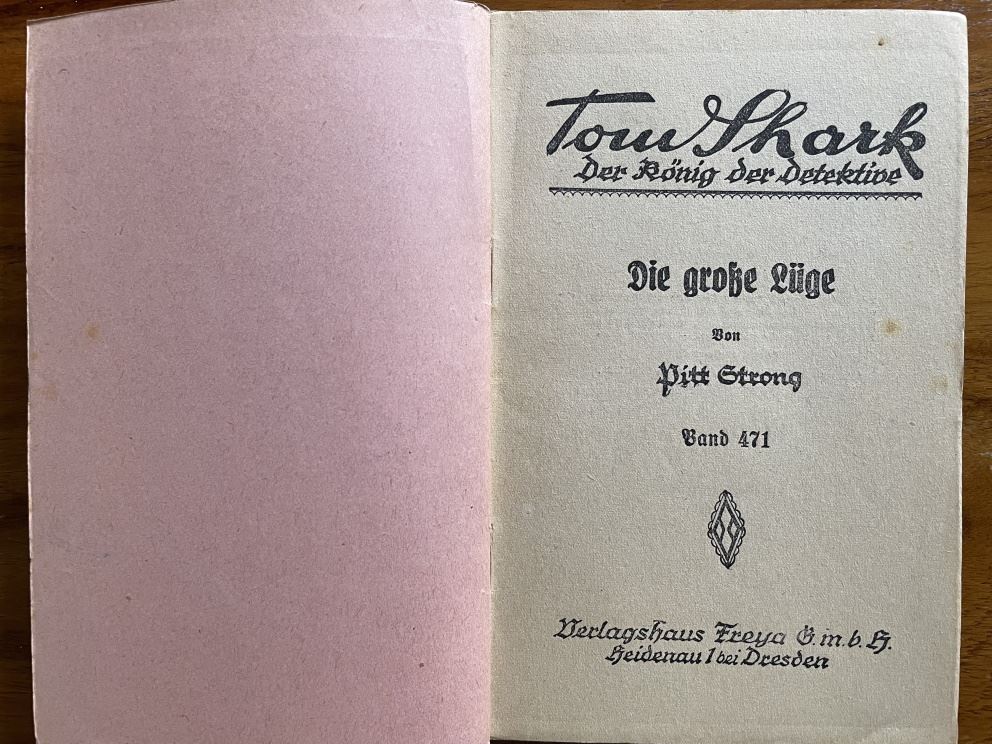 Tom Shark
Der König der Detektive
Die große Lüge
Von
Pitt Strong
Band 471
Verlagshaus Freya G.m.b.H.
Heidenau 1 bei Dresden